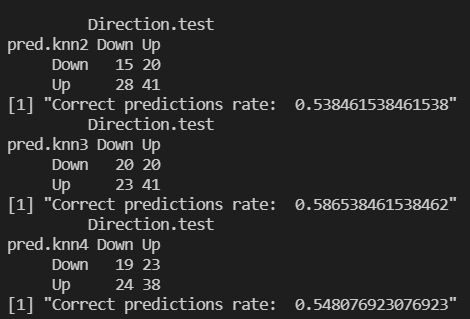 Direction.test
pred.knn2 Down Up
Down 15 20
Up 28 41
[1] "Correct predictions rate:  0.538461538461538"
Direction.test
pred.knn3 Down Up
Down 20 20
Up 23 41
[1] "Correct predictions rate:  0.586538461538462"
Direction.test
pred.knn4 Down Up
Down 19 23
Up 24 38
[1] "Correct predictions rate:  0.548076923076923"